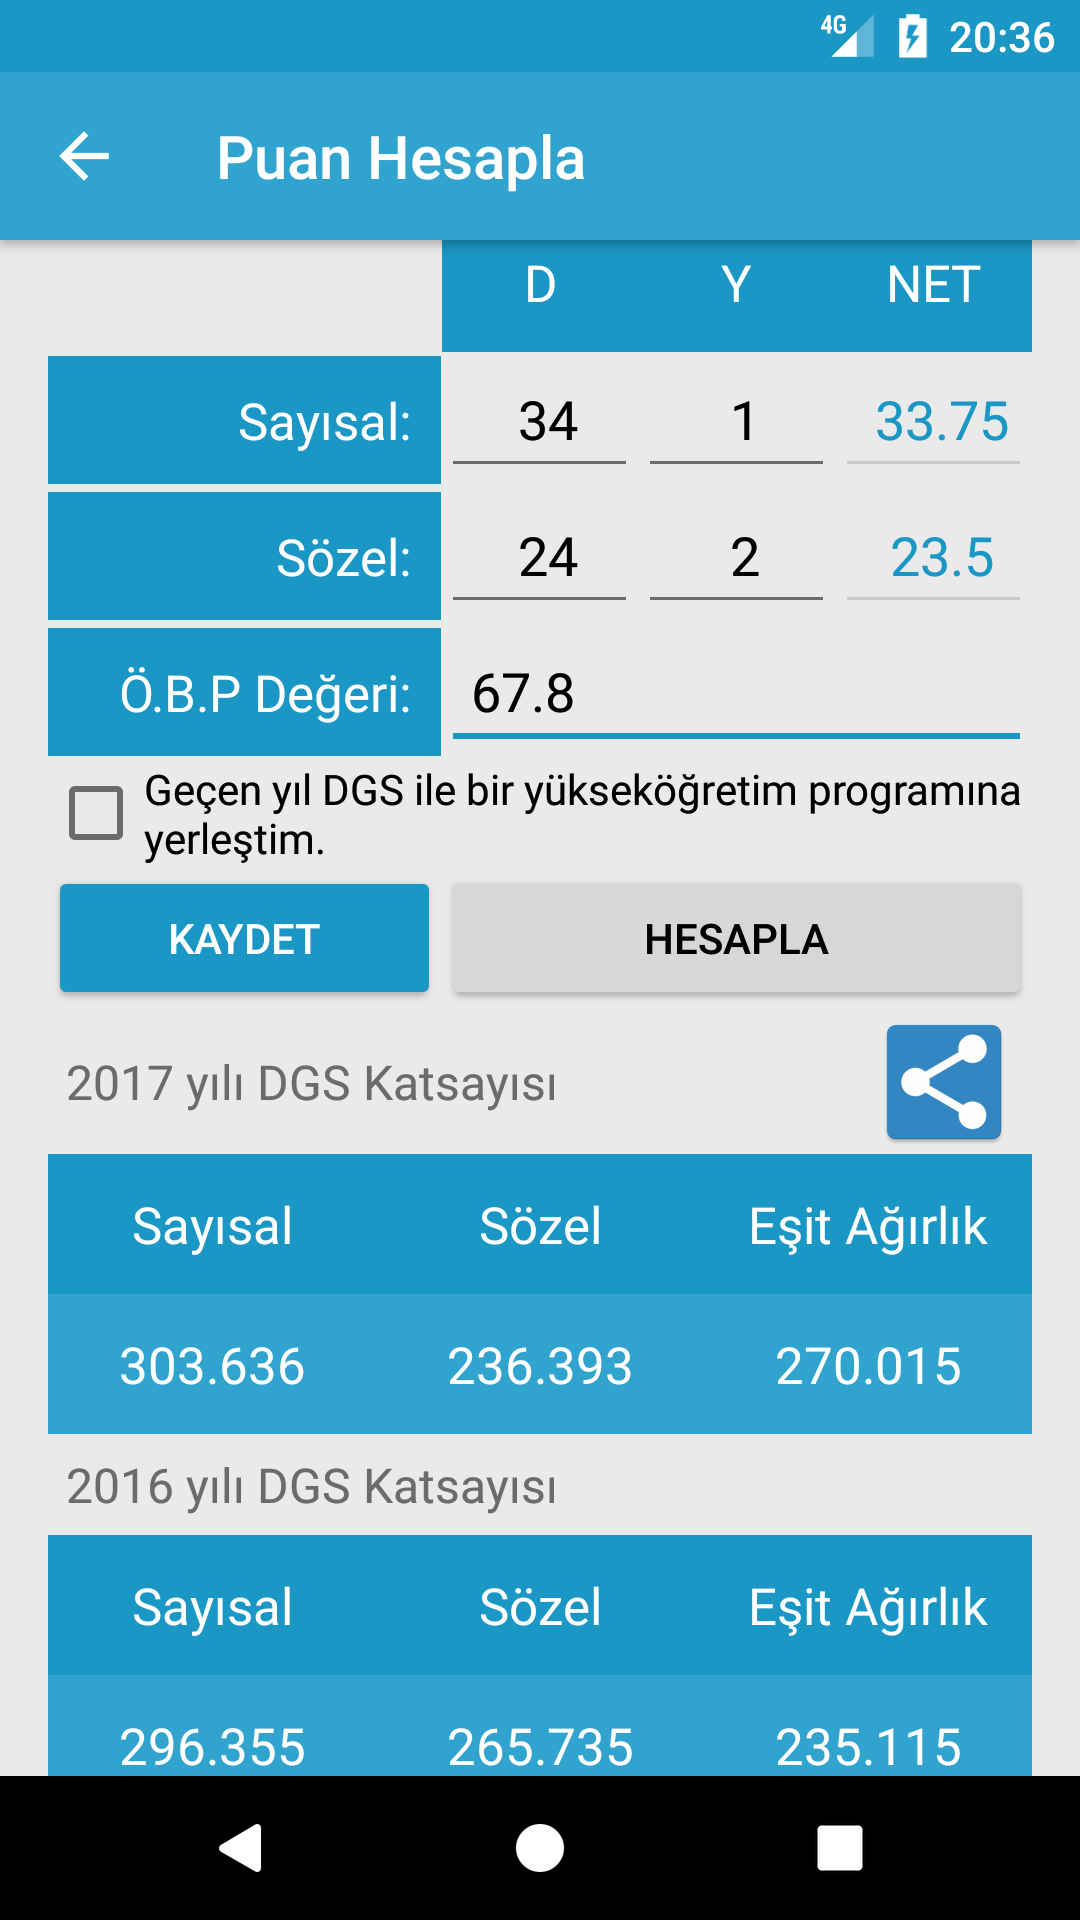 4G 20:36
Puan Hesapla
D Y NET
Sayısal: 34 1 33.75
Sözel: 24 2 23.5
Ö.B.P Değeri: 67.8
Geçen yıl DGS ile bir yükseköğretim programına
yerleştim.
KAYDET HESAPLA
2017 yılı DGS Katsayısı
Sayısal Sözel Eşit Ağırlık
303.636 236.393 270.015
2016 yılı DGS Katsayısı
Sayısal Sözel Eşit Ağırlık
296.355 265.735 235.115